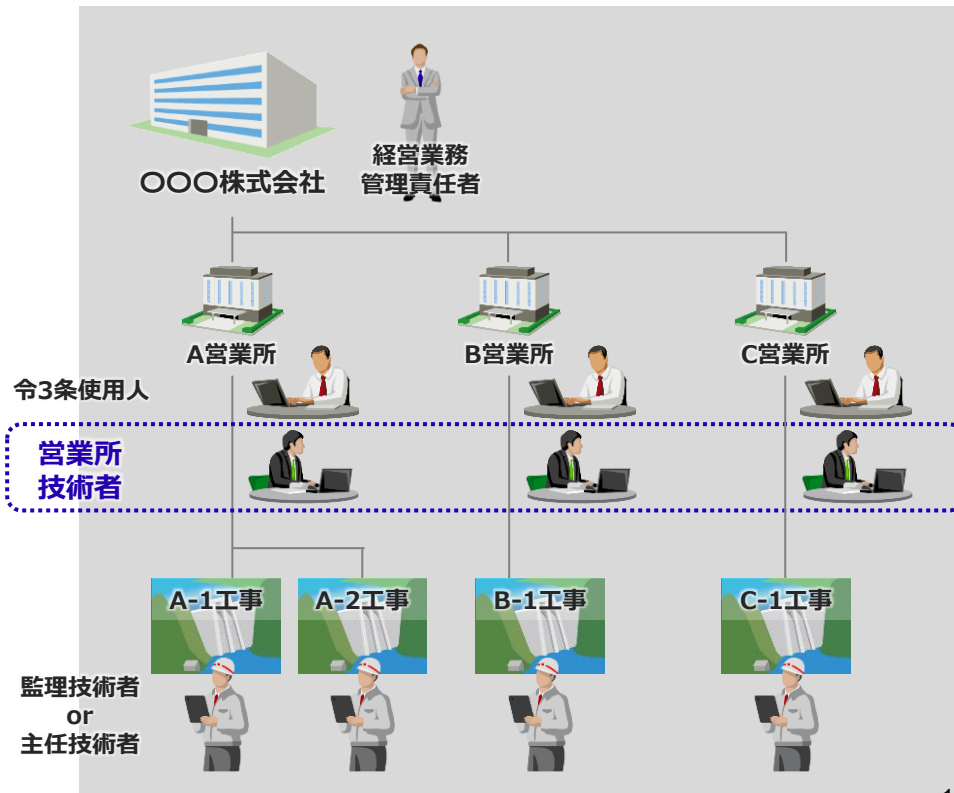 〇〇〇株式会社
経営業務
管理責任者
A営業所
B営業所
C営業所
令3条使用人
営業所
技術者
A-1工事
A-2工事
B-1工事
C-1工事
監理技術者
or
主任技術者